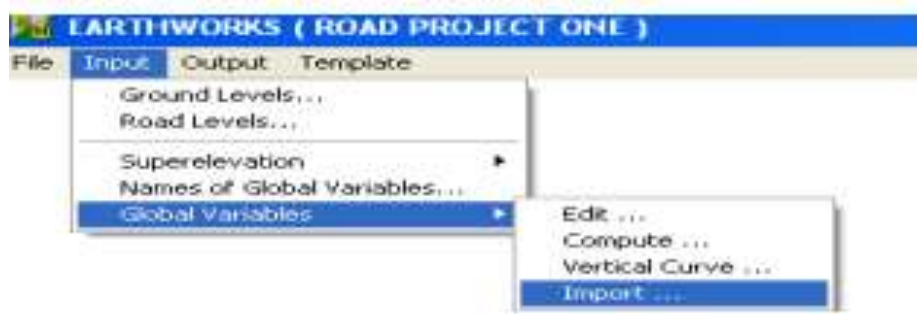 EARTHWORKS ( ROAD PROJECT ONE )
File Input Output Template
Ground Levels...
Road Levels...
Superelevation
Names of Global Variables...
Global Variables
Edit ...
Compute ...
Vertical Curve ...
Import ...